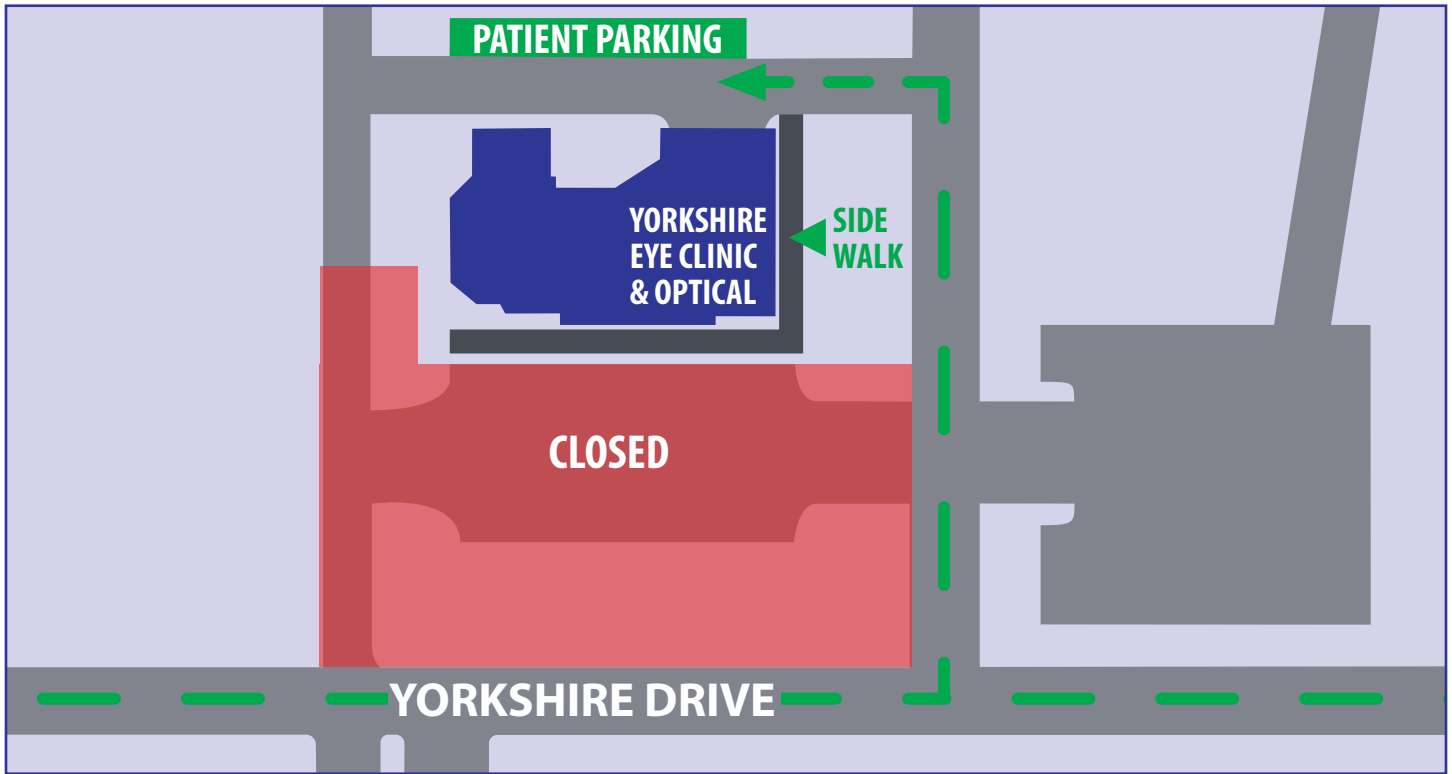 PATIENT PARKING
YORKSHIRE
EYE CLINIC
& OPTICAL
SIDE
WALK
CLOSED
YORKSHIRE DRIVE